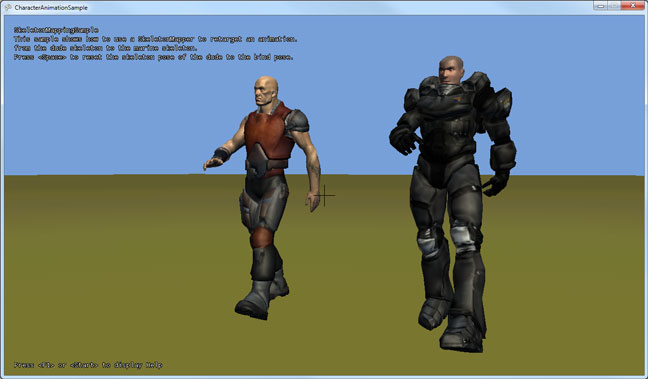 CharacterAnimationSample
SkeletonMappingSample
This sample shows how to use a SkeletonMapper to retarget an animation.
from the dude skeleton to the marine skeleton.
Press <Space> to reset the skeleton pose of the dude to the bind pose.
Press <F1> or <Start> to display Help